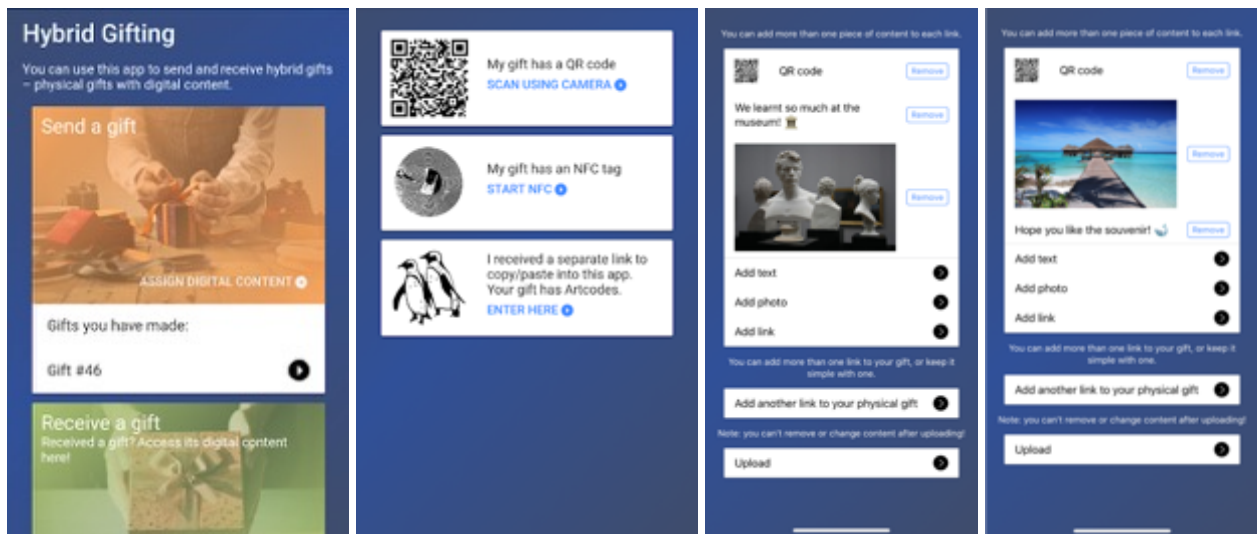 Hybrid Gifting
You can use this app to send and receive hybrid gifts
– physical gifts with digital content.
Send a gift
ASSIGN DIGITAL CONTENT
Gifts you have made:
Gift #46
Receive a gift
Received a gift? Access its digital content
here!
My gift has a QR code
SCAN USING CAMERA
My gift has an NFC tag
START NFC
I received a separate link to
copy/paste into this app.
Your gift has Artcodes.
ENTER HERE
You can add more than one piece of content to each link.
QR code
Remove
We learnt so much at the
museum! 🏛️
Remove
Remove
Add text
Add photo
Add link
You can add more than one link to your gift, or keep it
simple with one.
Add another link to your physical gift
Note: you can't remove or change content after uploading!
Upload
You can add more than one piece of content to each link.
QR code
Remove
Remove
Hope you like the souvenir!
Remove
Add text
Add photo
Add link
You can add more than one link to your gift, or keep it
simple with one.
Add another link to your physical gift
Note: you can't remove or change content after uploading!
Upload